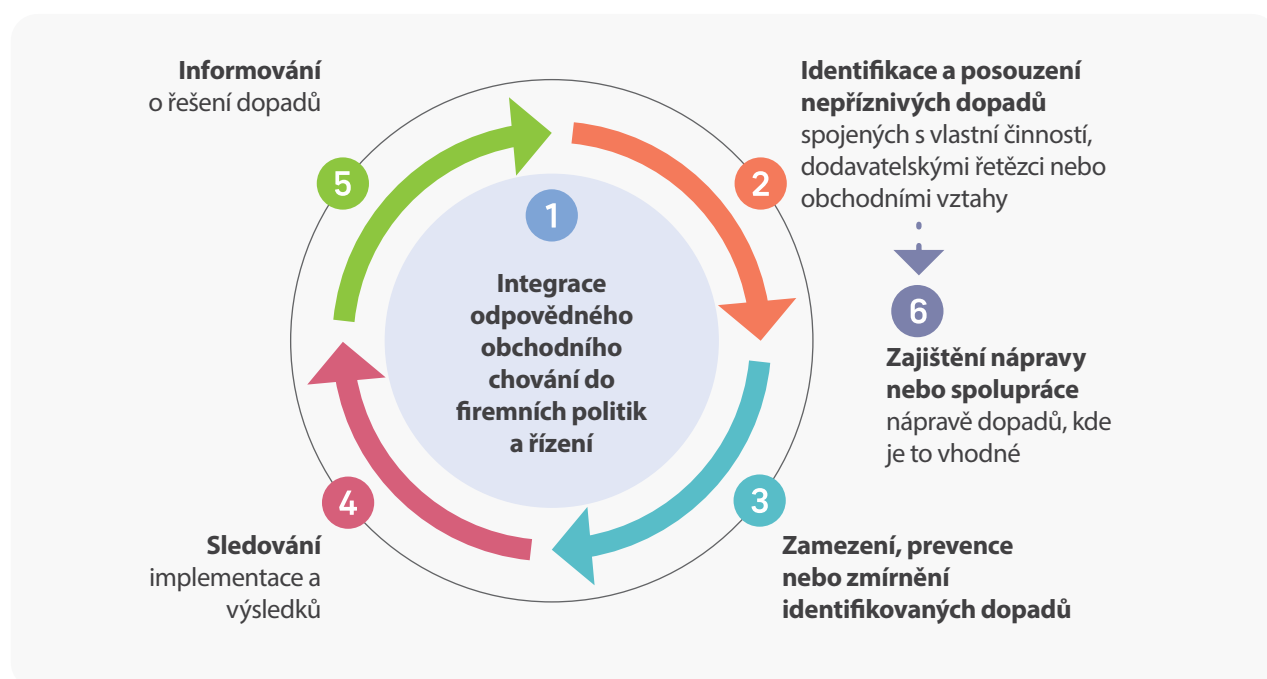 1
Integrace
odpovědného
obchodního
chování do
firemních politik
a řízení
2
Identifikace a posouzení
nepříznivých dopadů
spojených s vlastní činností,
dodavatelskými řetězci nebo
obchodními vztahy
3
Zamezení, prevence
nebo zmírnění
identifikovaných dopadů
4
Sledování
implementace a
výsledků
5
Informování
o řešení dopadů
6
Zajištění nápravy
nebo spolupráce
nápravě dopadů, kde
je to vhodné